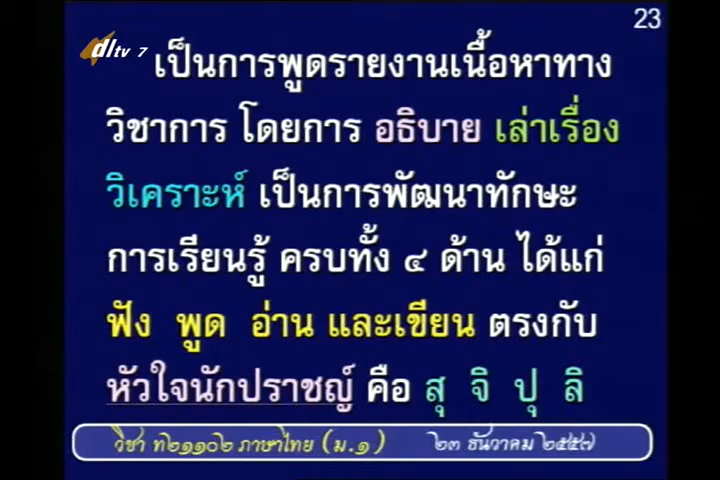 23
dltv 7
เป็นการพูดรายงานเนื้อหาทาง
วิชาการ โดยการ อธิบาย เล่าเรื่อง
วิเคราะห์ เป็นการพัฒนาทักษะ
การเรียนรู้ ครบทั้ง ๔ ด้าน ได้แก่
ฟัง พูด อ่าน และเขียน ตรงกับ
หัวใจนักปราชญ์ คือ สุ จิ ปุ ลิ
วิชา ท๒๑๑๐๒ ภาษาไทย (ม.๑) ๒๓ ธันวาคม ๒๕๕๗